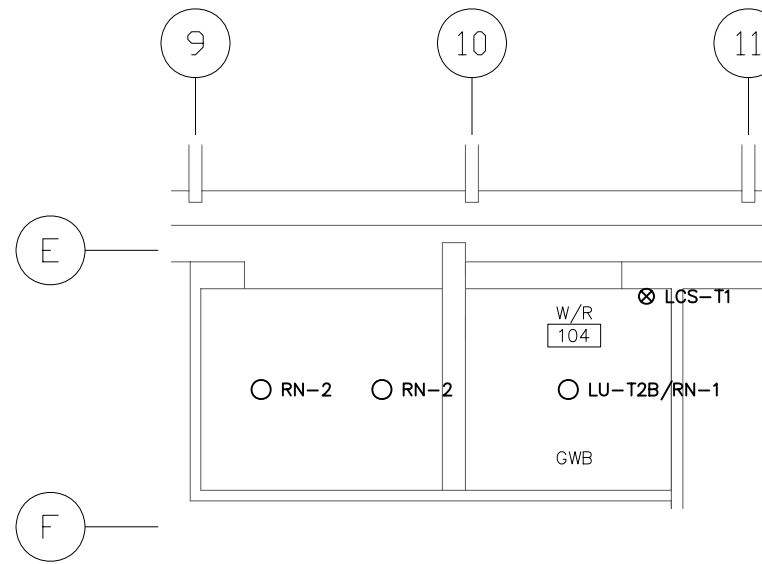 9
10
11
E
LCS-T1
W/R
104
RN-2
RN-2
LU-T2B/RN-1
GWB
F